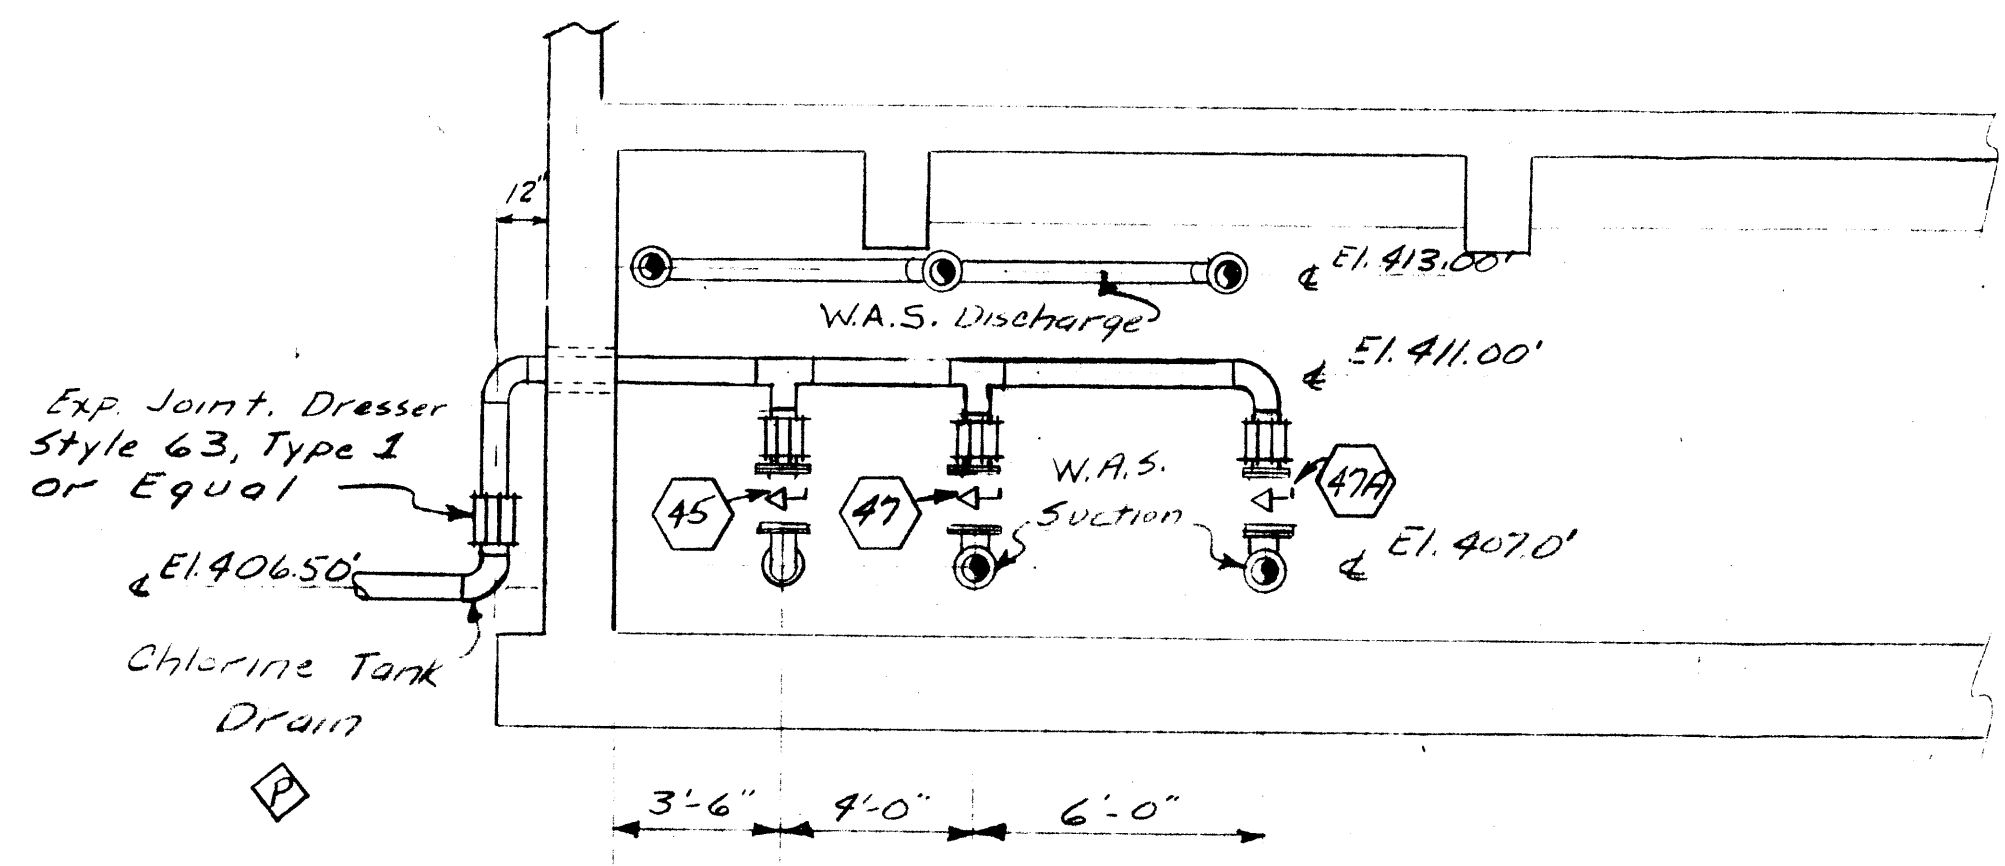 12"
℄ El. 413.00'
W.A.S. Discharge
℄ El. 411.00'
Exp. Joint. Dresser
Style 63, Type 1
or Equal
45
47
W.A.S.
Suction
47A
℄ El. 407.0'
℄ El. 406.50'
Chlorine Tank
Drain
P
3'-6" 4'-0" 6'-0"